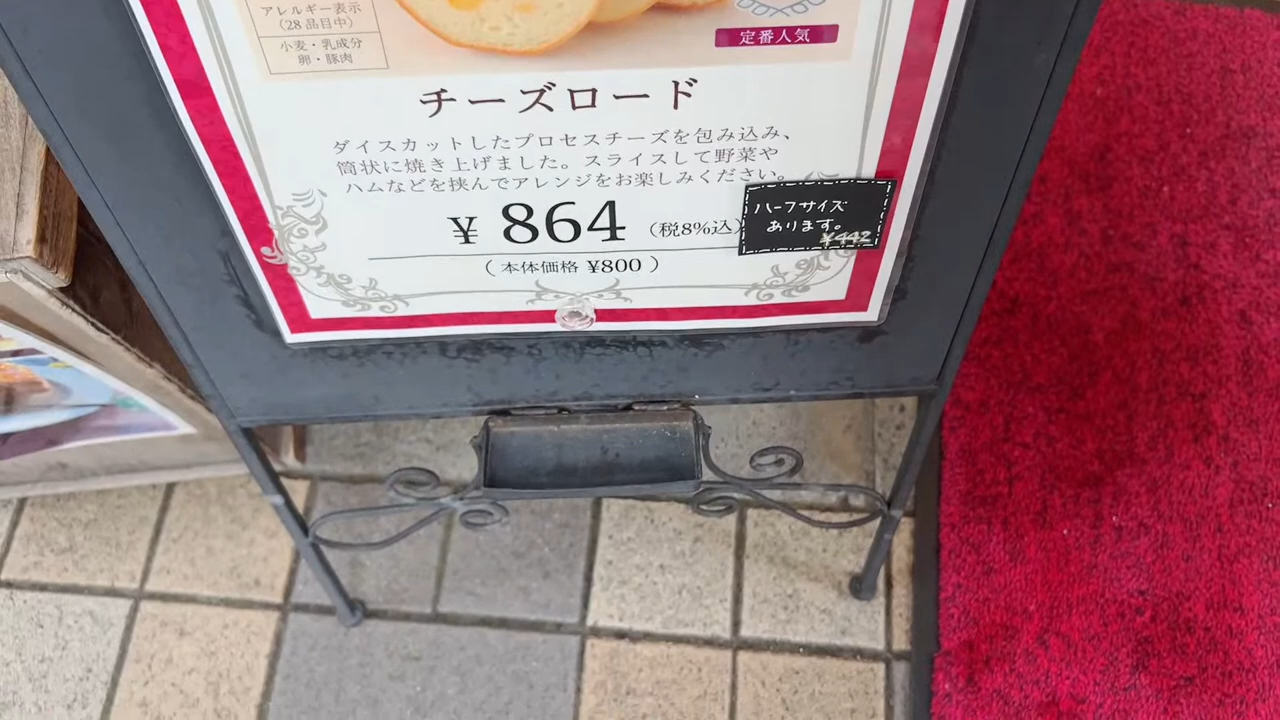 アレルギー表示
（28品目中）
小麦・乳成分
卵・豚肉
定番人気
チーズロード
ダイスカットしたプロセスチーズを包み込み、
筒状に焼き上げました。スライスして野菜や
ハムなどを挟んでアレンジをお楽しみください。
¥ 864（税8%込）
（本体価格 ¥800）
ハーフサイズ
あります。
¥442